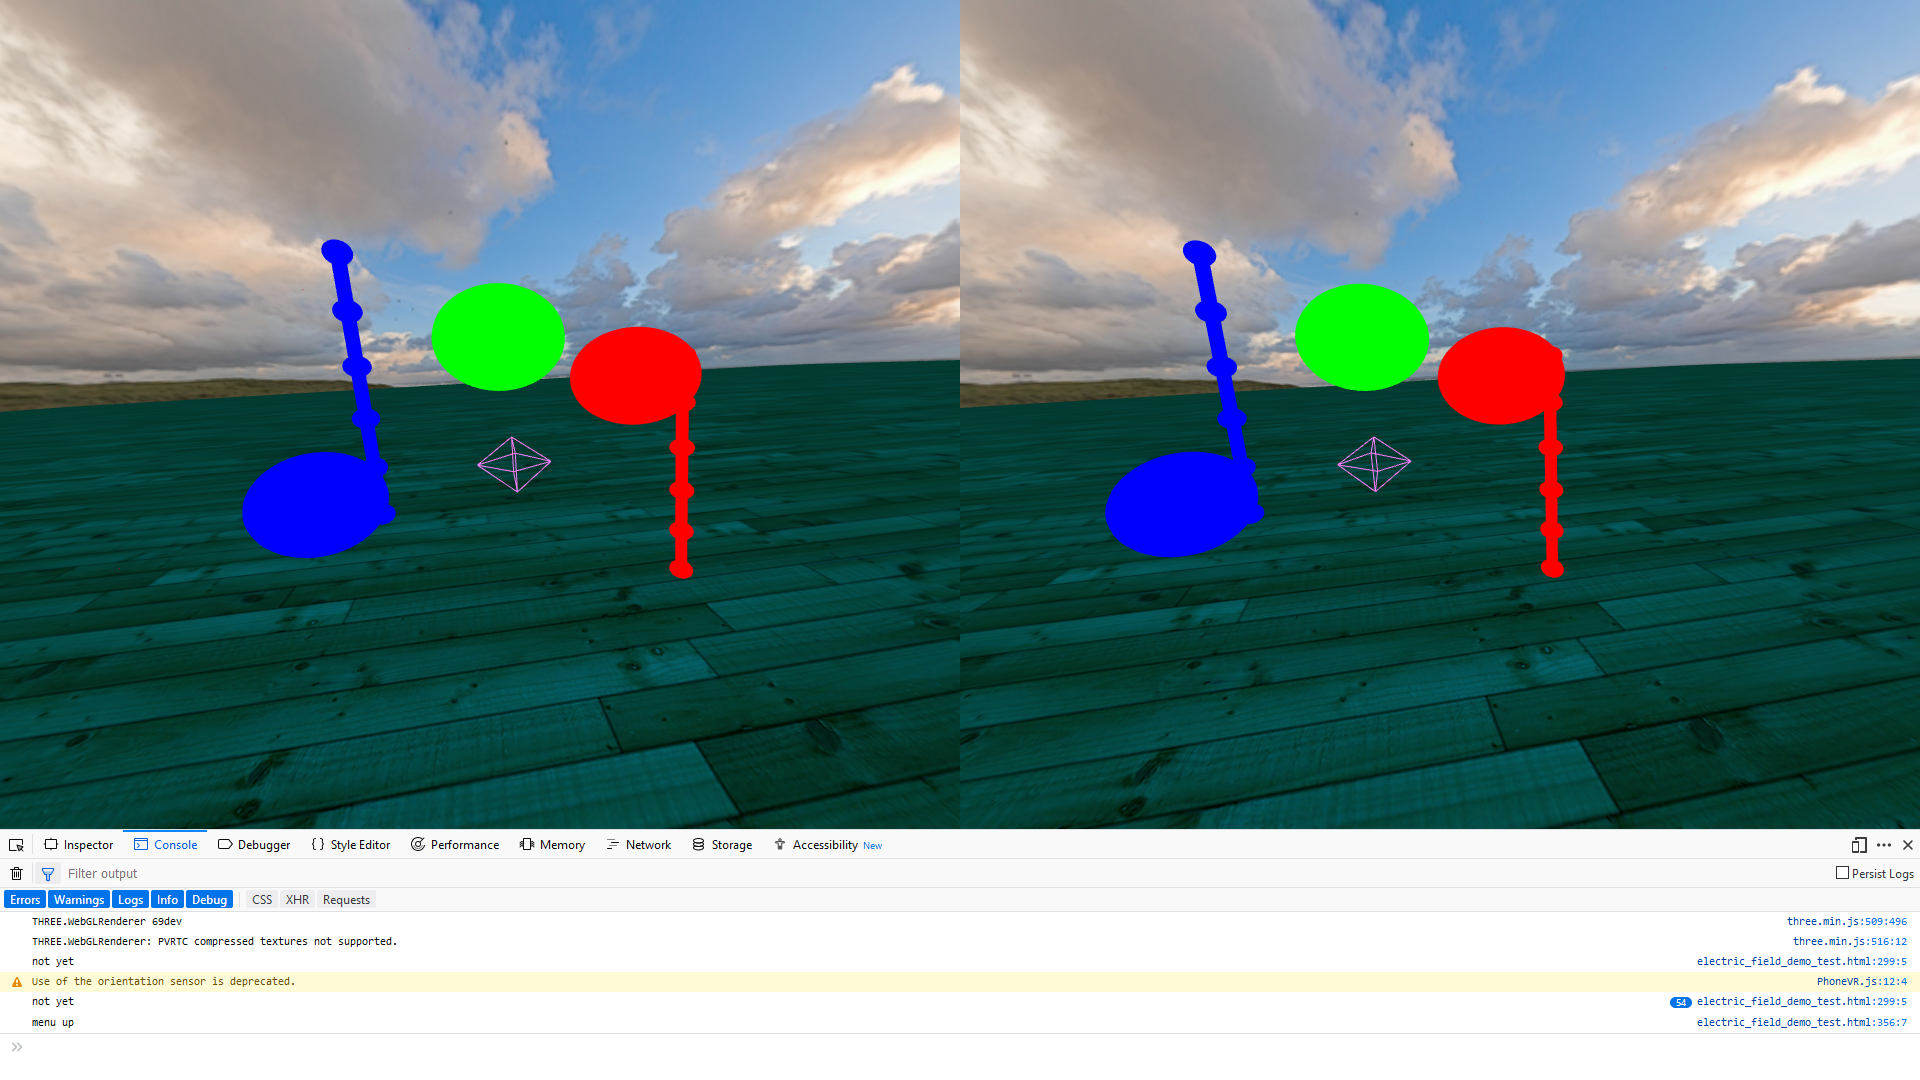 Inspector Console Debugger { } Style Editor Performance Memory Network Storage Accessibility New
Filter output Persist Logs
Errors Warnings Logs Info Debug CSS XHR Requests
THREE.WebGLRenderer 69dev three.min.js:509:496
THREE.WebGLRenderer: PVRTC compressed textures not supported. three.min.js:516:12
not yet electric_field_demo_test.html:299:5
Use of the orientation sensor is deprecated. PhoneVR.js:12:4
not yet 54 electric_field_demo_test.html:299:5
menu up electric_field_demo_test.html:356:7